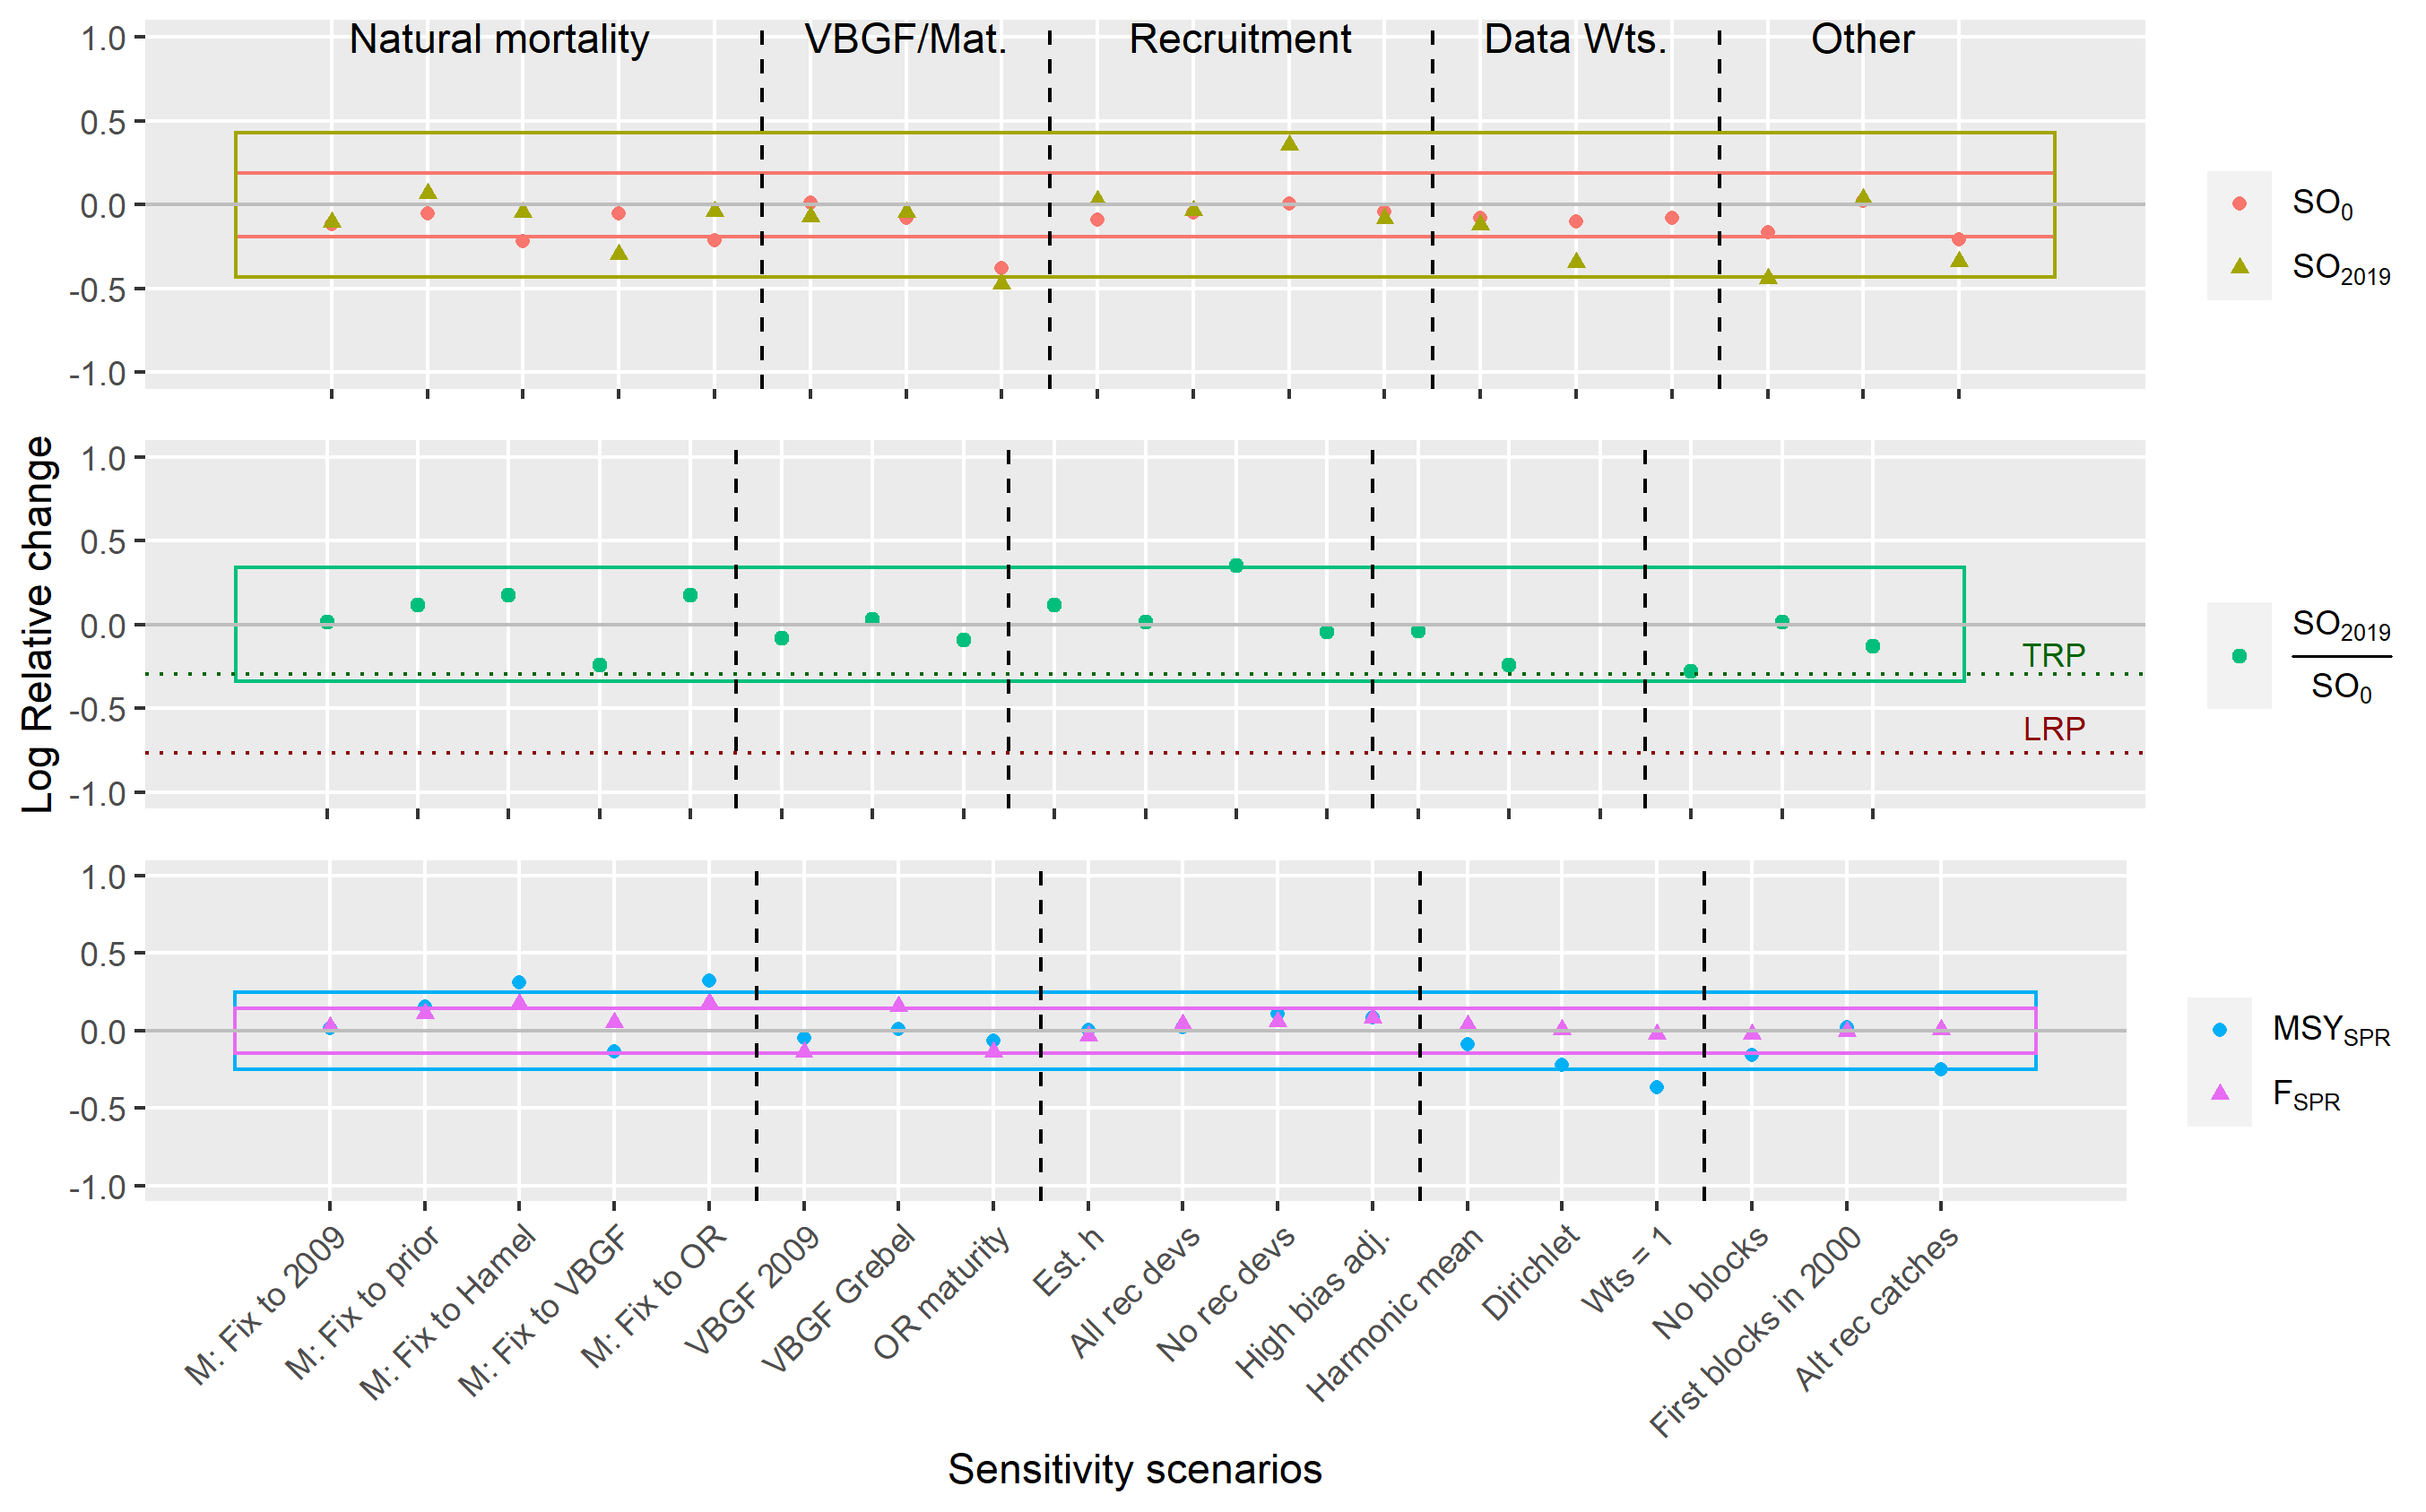 Natural mortality VBGF/Mat. Recruitment Data Wts. Other
1.0
0.5
0.0
-0.5
-1.0
SO0
SO2019
Log Relative change
1.0
0.5
0.0
-0.5
-1.0
TRP
LRP
SO2019
SO0
1.0
0.5
0.0
-0.5
-1.0
MSYSPR
FSPR
M: Fix to 2009
M: Fix to prior
M: Fix to Hamel
M: Fix to VBGF
M: Fix to OR
VBGF 2009
VBGF Grebel
OR maturity
Est. h
All rec devs
No rec devs
High bias adj.
Harmonic mean
Dirichlet
Wts = 1
No blocks
First blocks in 2000
Alt rec catches
Sensitivity scenarios